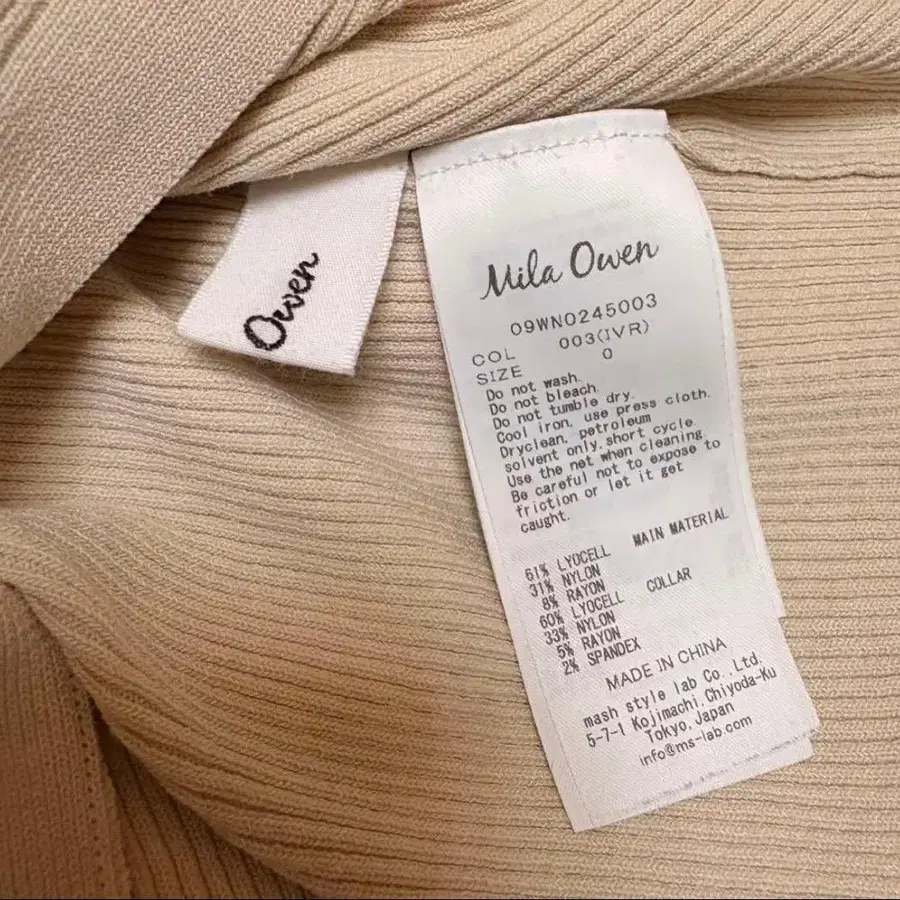 Owen
Mila Owen
09WN0245003
COL 003(IVR)
SIZE 0
Do not wash.
Do not bleach.
Do not tumble dry.
Cool iron, use press cloth.
Dryclean, petroleum
solvent only, short cycle.
Use the net when cleaning
Be careful not to expose to
friction or let it get
caught.
MAIN MATERIAL
61% LYOCELL
31% NYLON
8% RAYON
COLLAR
60% LYOCELL
33% NYLON
5% RAYON
2% SPANDEX
MADE IN CHINA
mash style lab Co.,Ltd.
5-7-1 Kojimachi,Chiyoda-Ku
Tokyo,Japan
info@ms-lab.com